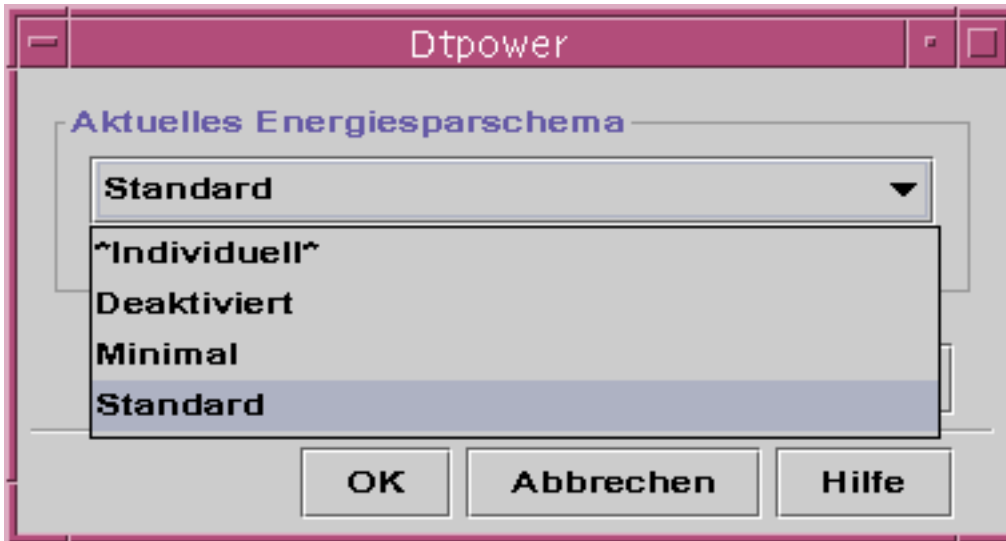 Dtpower
Aktuelles Energiesparschema
Standard
*Individuell*
Deaktiviert
Minimal
Standard
OK
Abbrechen
Hilfe